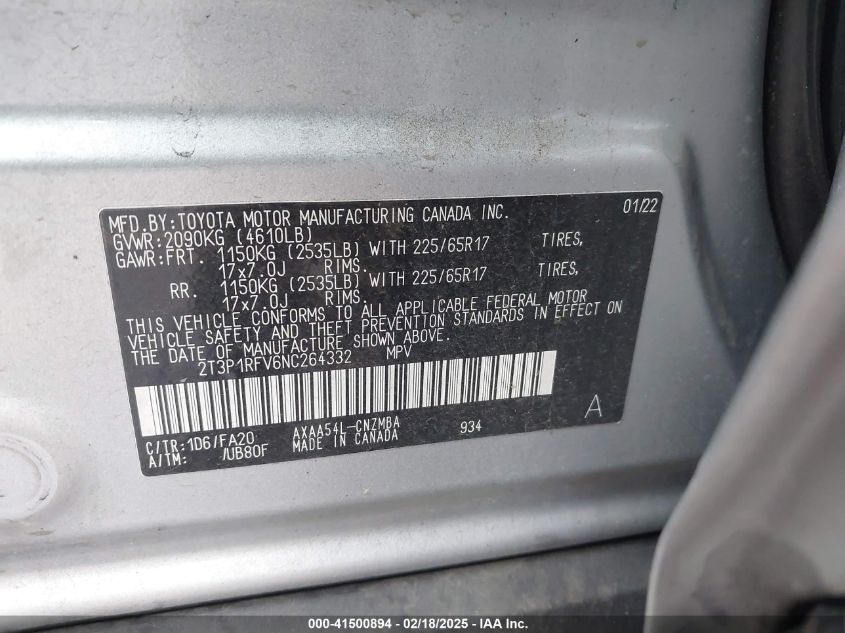 MFD.BY:TOYOTA MOTOR MANUFACTURING CANADA INC. 01/22
GVWR:2090KG (4610LB)
GAWR:FRT. 1150KG (2535LB) WITH 225/65R17 TIRES,
17x7.0J RIMS.
RR. 1150KG (2535LB) WITH 225/65R17 TIRES,
17x7.0J RIMS.
THIS VEHICLE CONFORMS TO ALL APPLICABLE FEDERAL MOTOR
VEHICLE SAFETY AND THEFT PREVENTION STANDARDS IN EFFECT ON
THE DATE OF MANUFACTURE SHOWN ABOVE.
2T3P1RFV6NC264332 MPV
A
C/TR:1D6/FA20 AXAA54L-CNZMBA 934
A/TM: /UB80F MADE IN CANADA
000-41500894 - 02/18/2025 - IAA Inc.